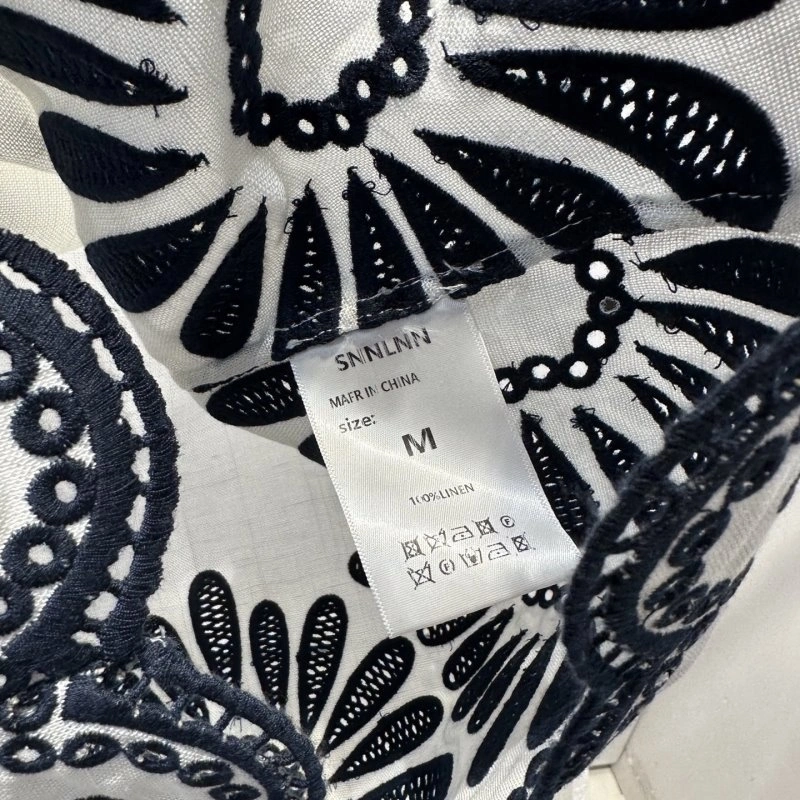 SNNLNN
MAFR IN CHINA
size:
M
100%LINEN